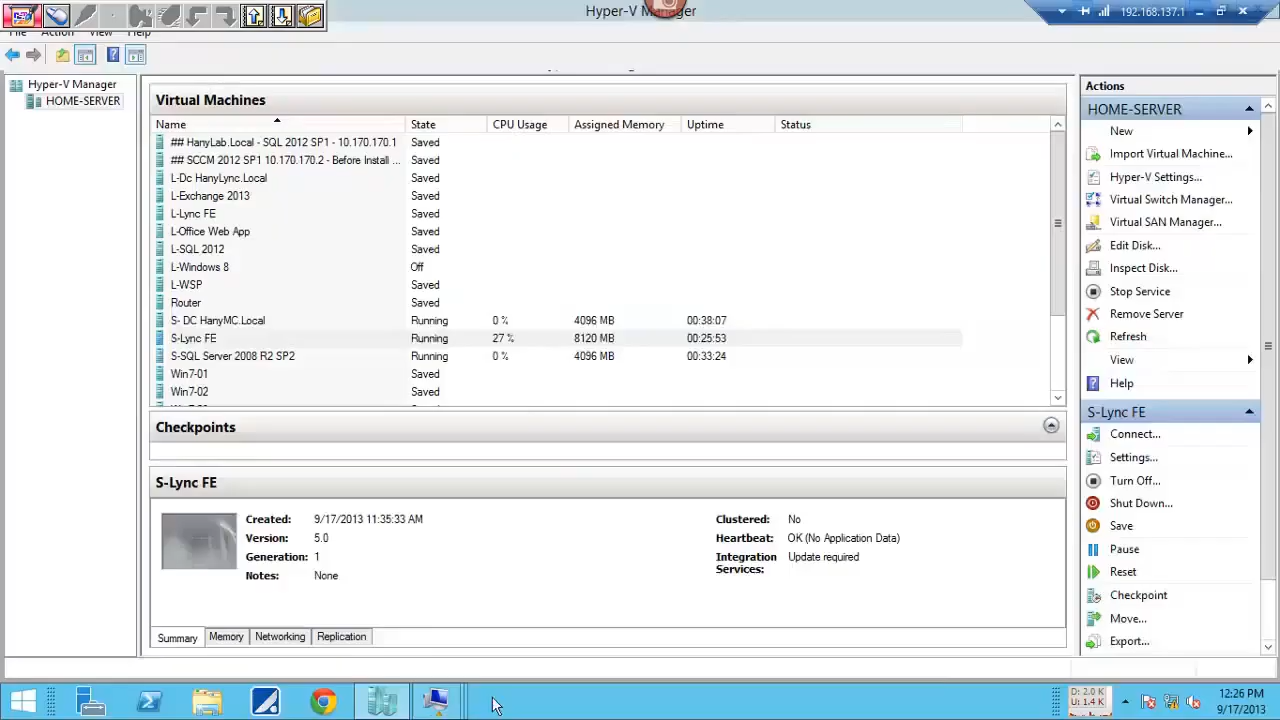 Hyper-V Manager
192.168.137.1
File Action View Help
Hyper-V Manager
HOME-SERVER
Virtual Machines
Name State CPU Usage Assigned Memory Uptime Status
## HanyLab.Local - SQL 2012 SP1 - 10.170.170.1 Saved
## SCCM 2012 SP1 10.170.170.2 - Before Install ... Saved
L-Dc HanyLync.Local Saved
L-Exchange 2013 Saved
L-Lync FE Saved
L-Office Web App Saved
L-SQL 2012 Saved
L-Windows 8 Off
L-WSP Saved
Router Saved
S- DC HanyMC.Local Running 0 % 4096 MB 00:38:07
S-Lync FE Running 27 % 8120 MB 00:25:53
S-SQL Server 2008 R2 SP2 Running 0 % 4096 MB 00:33:24
Win7-01 Saved
Win7-02 Saved
Checkpoints
S-Lync FE
Created: 9/17/2013 11:35:33 AM
Version: 5.0
Generation: 1
Notes: None
Clustered: No
Heartbeat: OK (No Application Data)
Integration Services: Update required
Summary Memory Networking Replication
Actions
HOME-SERVER
New
Import Virtual Machine...
Hyper-V Settings...
Virtual Switch Manager...
Virtual SAN Manager...
Edit Disk...
Inspect Disk...
Stop Service
Remove Server
Refresh
View
Help
S-Lync FE
Connect...
Settings...
Turn Off...
Shut Down...
Save
Pause
Reset
Checkpoint
Move...
Export...
D: 2.0 K
U: 1.4 K
12:26 PM
9/17/2013